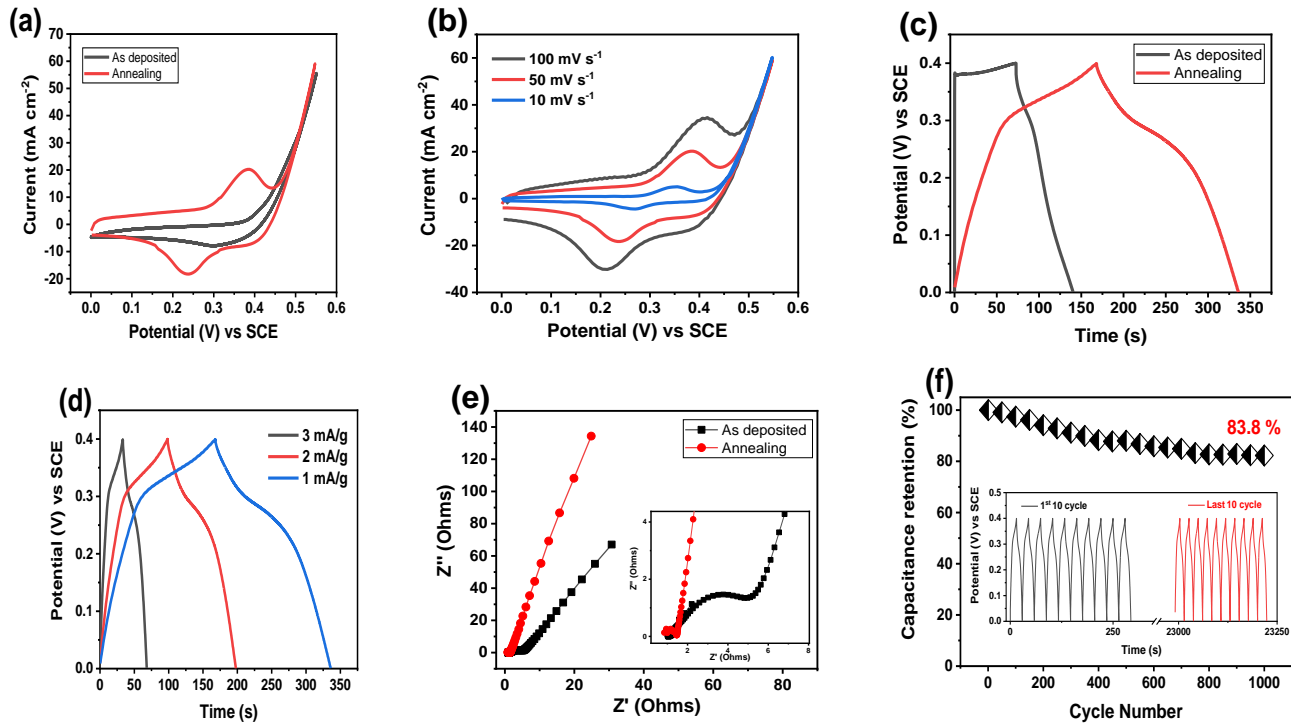 (a)
As deposited
Annealing
Current (mA cm⁻²)
70
60
50
40
30
20
10
0
-10
-20
0.0 0.1 0.2 0.3 0.4 0.5 0.6
Potential (V) vs SCE
(b)
100 mV s⁻¹
50 mV s⁻¹
10 mV s⁻¹
Current (mA cm⁻²)
60
40
20
0
-20
-40
0.0 0.1 0.2 0.3 0.4 0.5 0.6
Potential (V) vs SCE
(c)
As deposited
Annealing
Potential (V) vs SCE
0.4
0.3
0.2
0.4
0.0
0 50 100 150 200 250 300 350
Time (s)
(d)
3 mA/g
2 mA/g
1 mA/g
Potential (V) vs SCE
0.4
0.3
0.2
0.4
0.0
0 50 100 150 200 250 300 350
Time (s)
(e)
As deposited
Annealing
Z'' (Ohms)
140
120
100
80
60
40
20
0
0 20 40 60 80
Z' (Ohms)
Z'' (Ohms)
4
2
0
2 4 6 8
Z' (Ohms)
(f)
83.8 %
Capacitance retention (%)
100
80
60
40
20
0
0 200 400 600 800 1000
Cycle Number
1ˢᵗ 10 cycle
Last 10 cycle
Potential (V) vs SCE
0.5
0.4
0.3
0.2
0.1
0.0
0 250 23000 23250
Time (s)